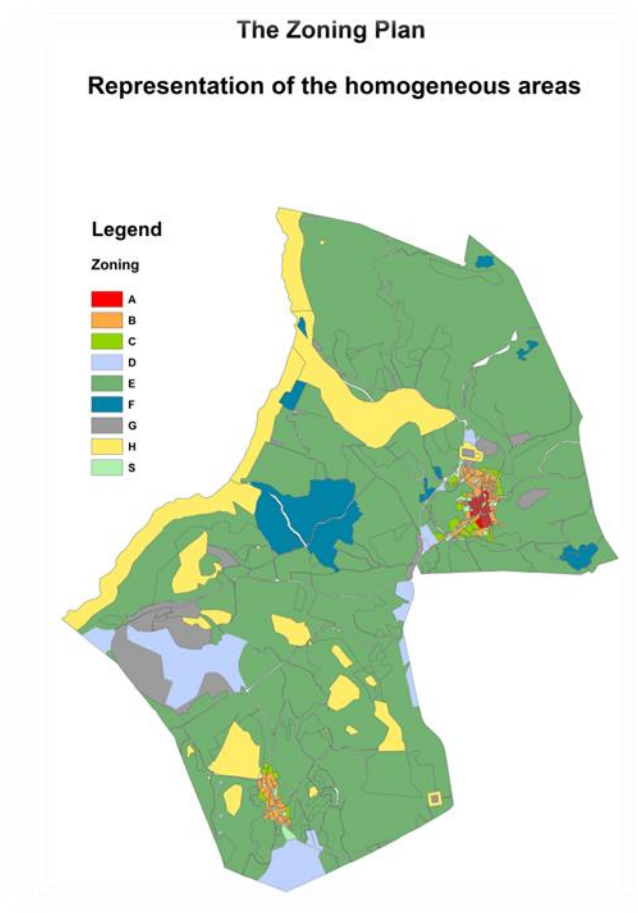 The Zoning Plan
Representation of the homogeneous areas
Legend
Zoning
A
B
C
D
E
F
G
H
S